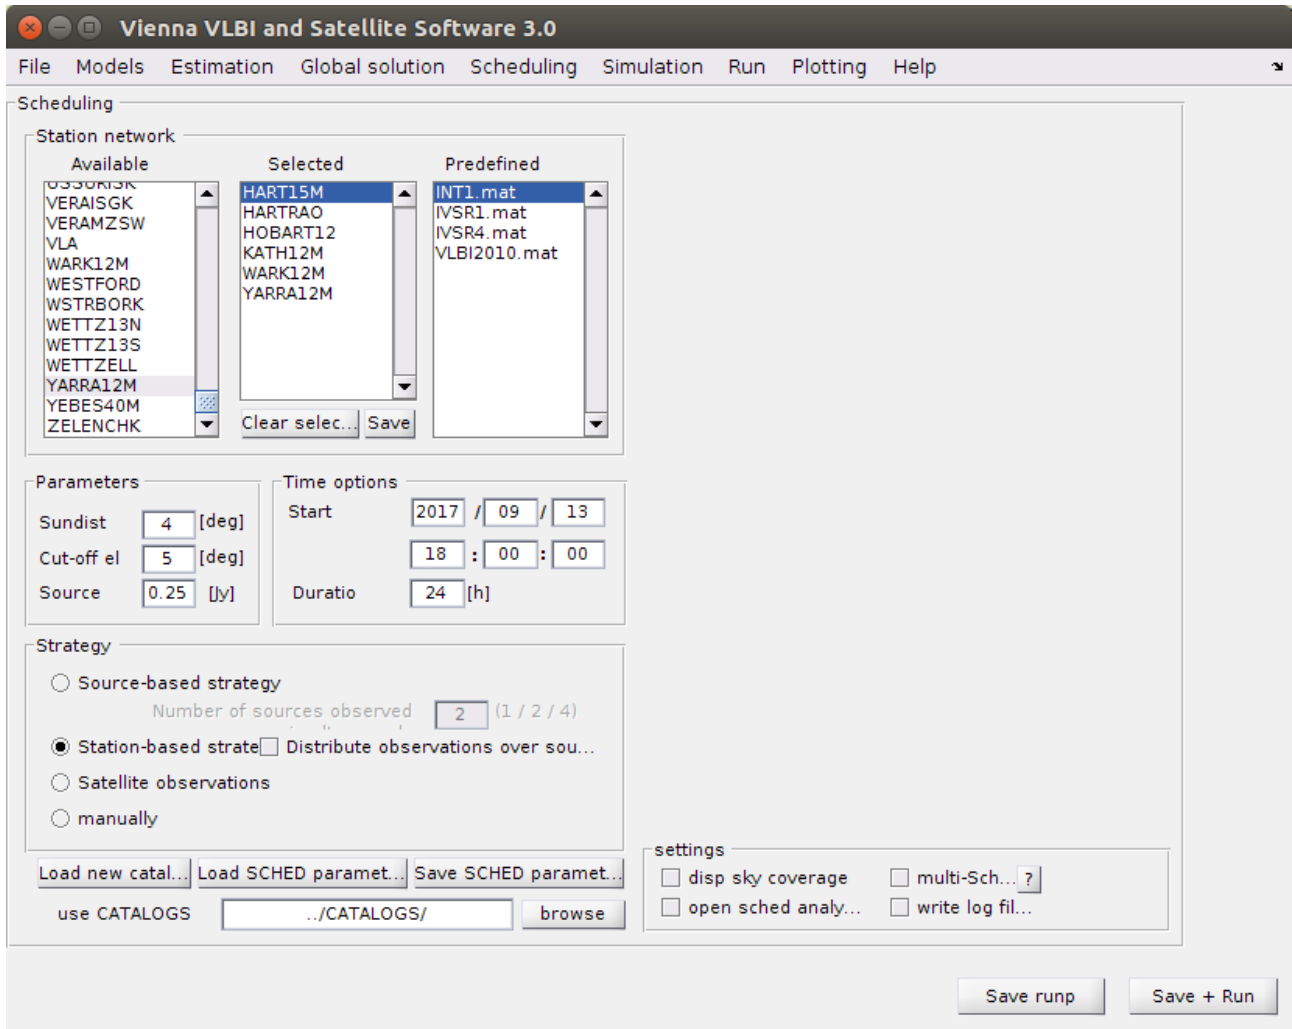 Vienna VLBI and Satellite Software 3.0
File Models Estimation Global solution Scheduling Simulation Run Plotting Help
Scheduling
Station network
Available Selected Predefined
USSURISK
VERAISGK
VERAMZSW
VLA
WARK12M
WESTFORD
WSTRBORK
WETTZ13N
WETTZ13S
WETTZELL
YARRA12M
YEBES40M
ZELENCHK
HART15M
HARTRAO
HOBART12
KATH12M
WARK12M
YARRA12M
Clear selec... Save
INT1.mat
IVSR1.mat
IVSR4.mat
VLBI2010.mat
Parameters
Sundist 4 [deg]
Cut-off el 5 [deg]
Source 0.25 [Jy]
Time options
Start 2017 / 09 / 13
18 : 00 : 00
Duratio 24 [h]
Strategy
Source-based strategy
Number of sources observed 2 (1 / 2 / 4)
Station-based strate Distribute observations over sou...
Satellite observations
manually
Load new catal... Load SCHED paramet... Save SCHED paramet...
use CATALOGS ../CATALOGS/ browse
settings
disp sky coverage multi-Sch... ?
open sched analy... write log fil...
Save runp Save + Run